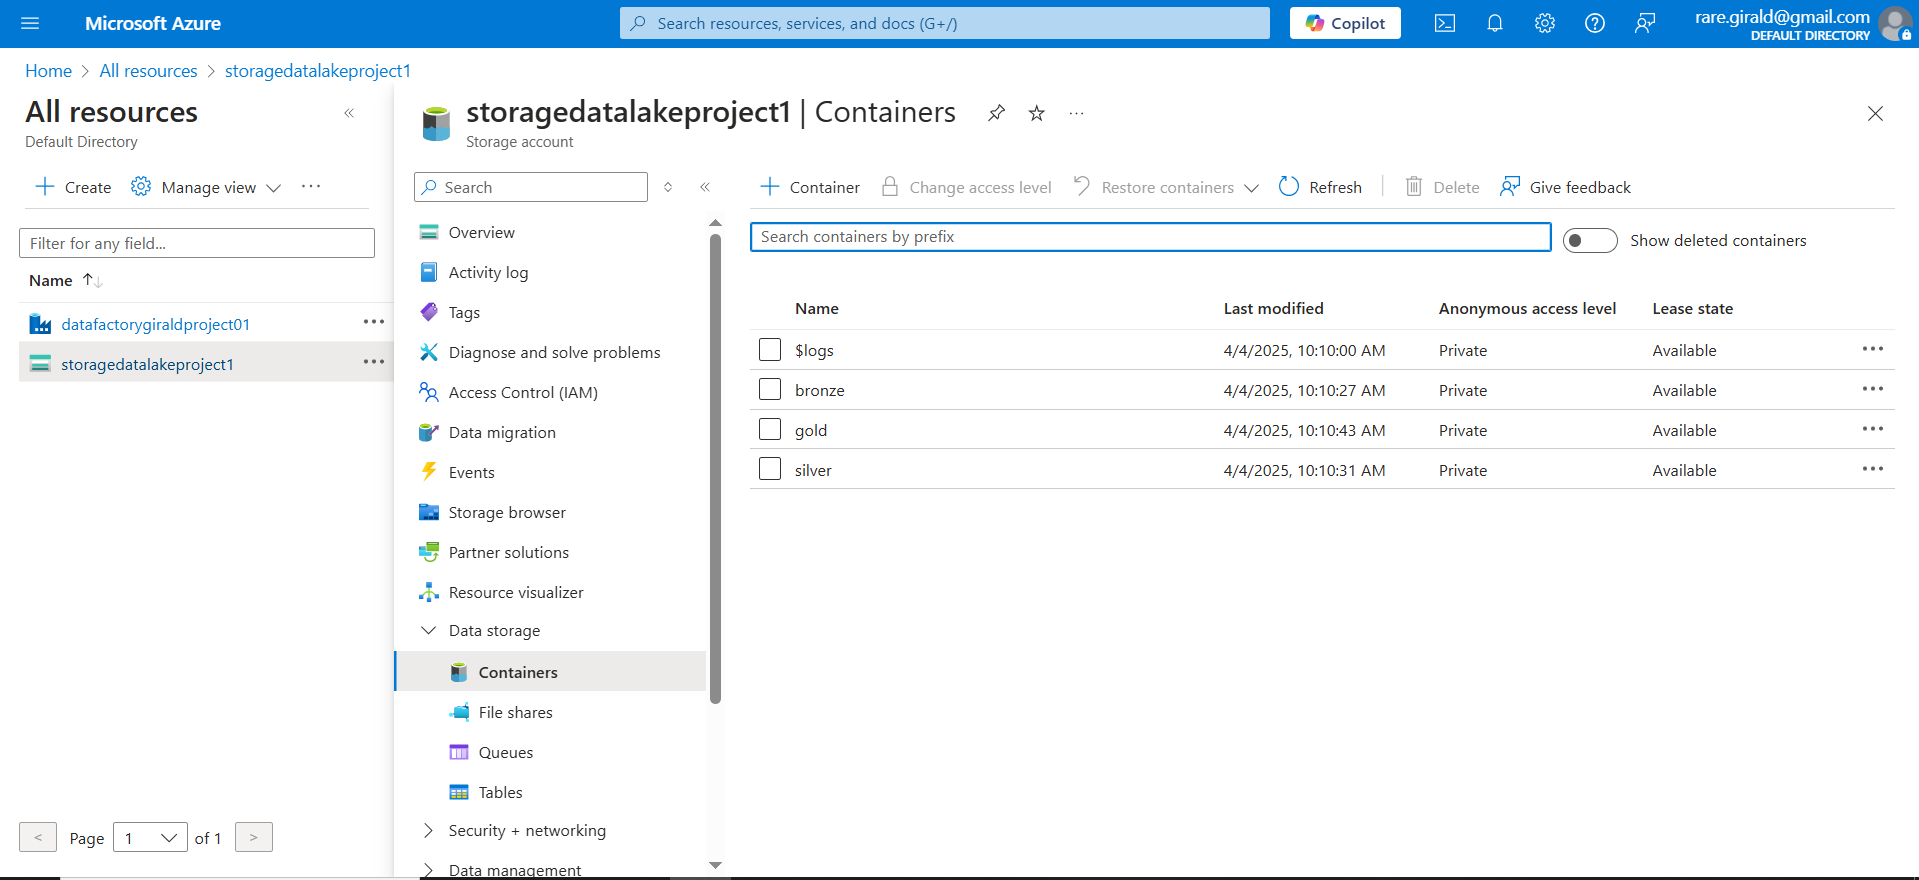 Microsoft Azure
Search resources, services, and docs (G+/)
Copilot
rare.girald@gmail.com
DEFAULT DIRECTORY
Home > All resources > storagedatalakeproject1
All resources
Default Directory
Create
Manage view
Filter for any field...
Name
datafactorygiraldproject01
storagedatalakeproject1
Page 1 of 1
storagedatalakeproject1 | Containers
Storage account
Search
Overview
Activity log
Tags
Diagnose and solve problems
Access Control (IAM)
Data migration
Events
Storage browser
Partner solutions
Resource visualizer
Data storage
Containers
File shares
Queues
Tables
Security + networking
Data management
Container
Change access level
Restore containers
Refresh
Delete
Give feedback
Search containers by prefix
Show deleted containers
Name Last modified Anonymous access level Lease state
$logs 4/4/2025, 10:10:00 AM Private Available
bronze 4/4/2025, 10:10:27 AM Private Available
gold 4/4/2025, 10:10:43 AM Private Available
silver 4/4/2025, 10:10:31 AM Private Available